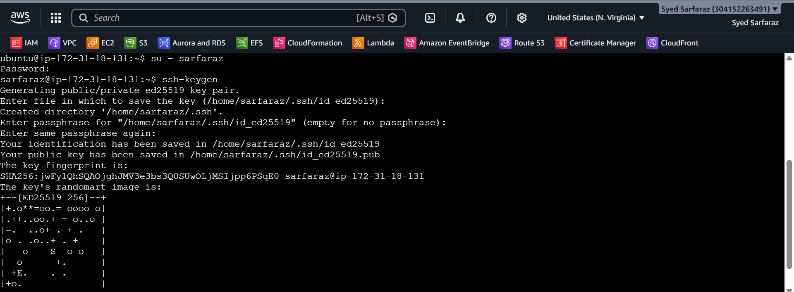 aws
Search
[Alt+S]
United States (N. Virginia) ▼
Syed Sarfaraz (304152263491) ▼
Syed Sarfaraz
IAM VPC EC2 S3 Aurora and RDS EFS CloudFormation Lambda Amazon EventBridge Route 53 Certificate Manager CloudFront
ubuntu@ip-172-31-18-131:~$ su - sarfaraz
Password:
sarfaraz@ip-172-31-18-131:~$ ssh-keygen
Generating public/private ed25519 key pair.
Enter file in which to save the key (/home/sarfaraz/.ssh/id_ed25519):
Created directory '/home/sarfaraz/.ssh'.
Enter passphrase for "/home/sarfaraz/.ssh/id_ed25519" (empty for no passphrase):
Enter same passphrase again:
Your identification has been saved in /home/sarfaraz/.ssh/id_ed25519
Your public key has been saved in /home/sarfaraz/.ssh/id_ed25519.pub
The key fingerprint is:
SHA256:jwFylQhSQAOjghJMV3e3bs3Q0SUwOLjMSIjpp6PSqE0 sarfaraz@ip-172-31-18-131
The key's randomart image is:
+--[ED25519 256]--+
|+.o**=oo.= oooo o|
|.++..oo.+ = o..o |
|=.  ..o+ . + .   |
|o . .o..+ . +    |
|   o    S  o o   |
|  o      +.      |
| +E.    . .      |
|+o.              |